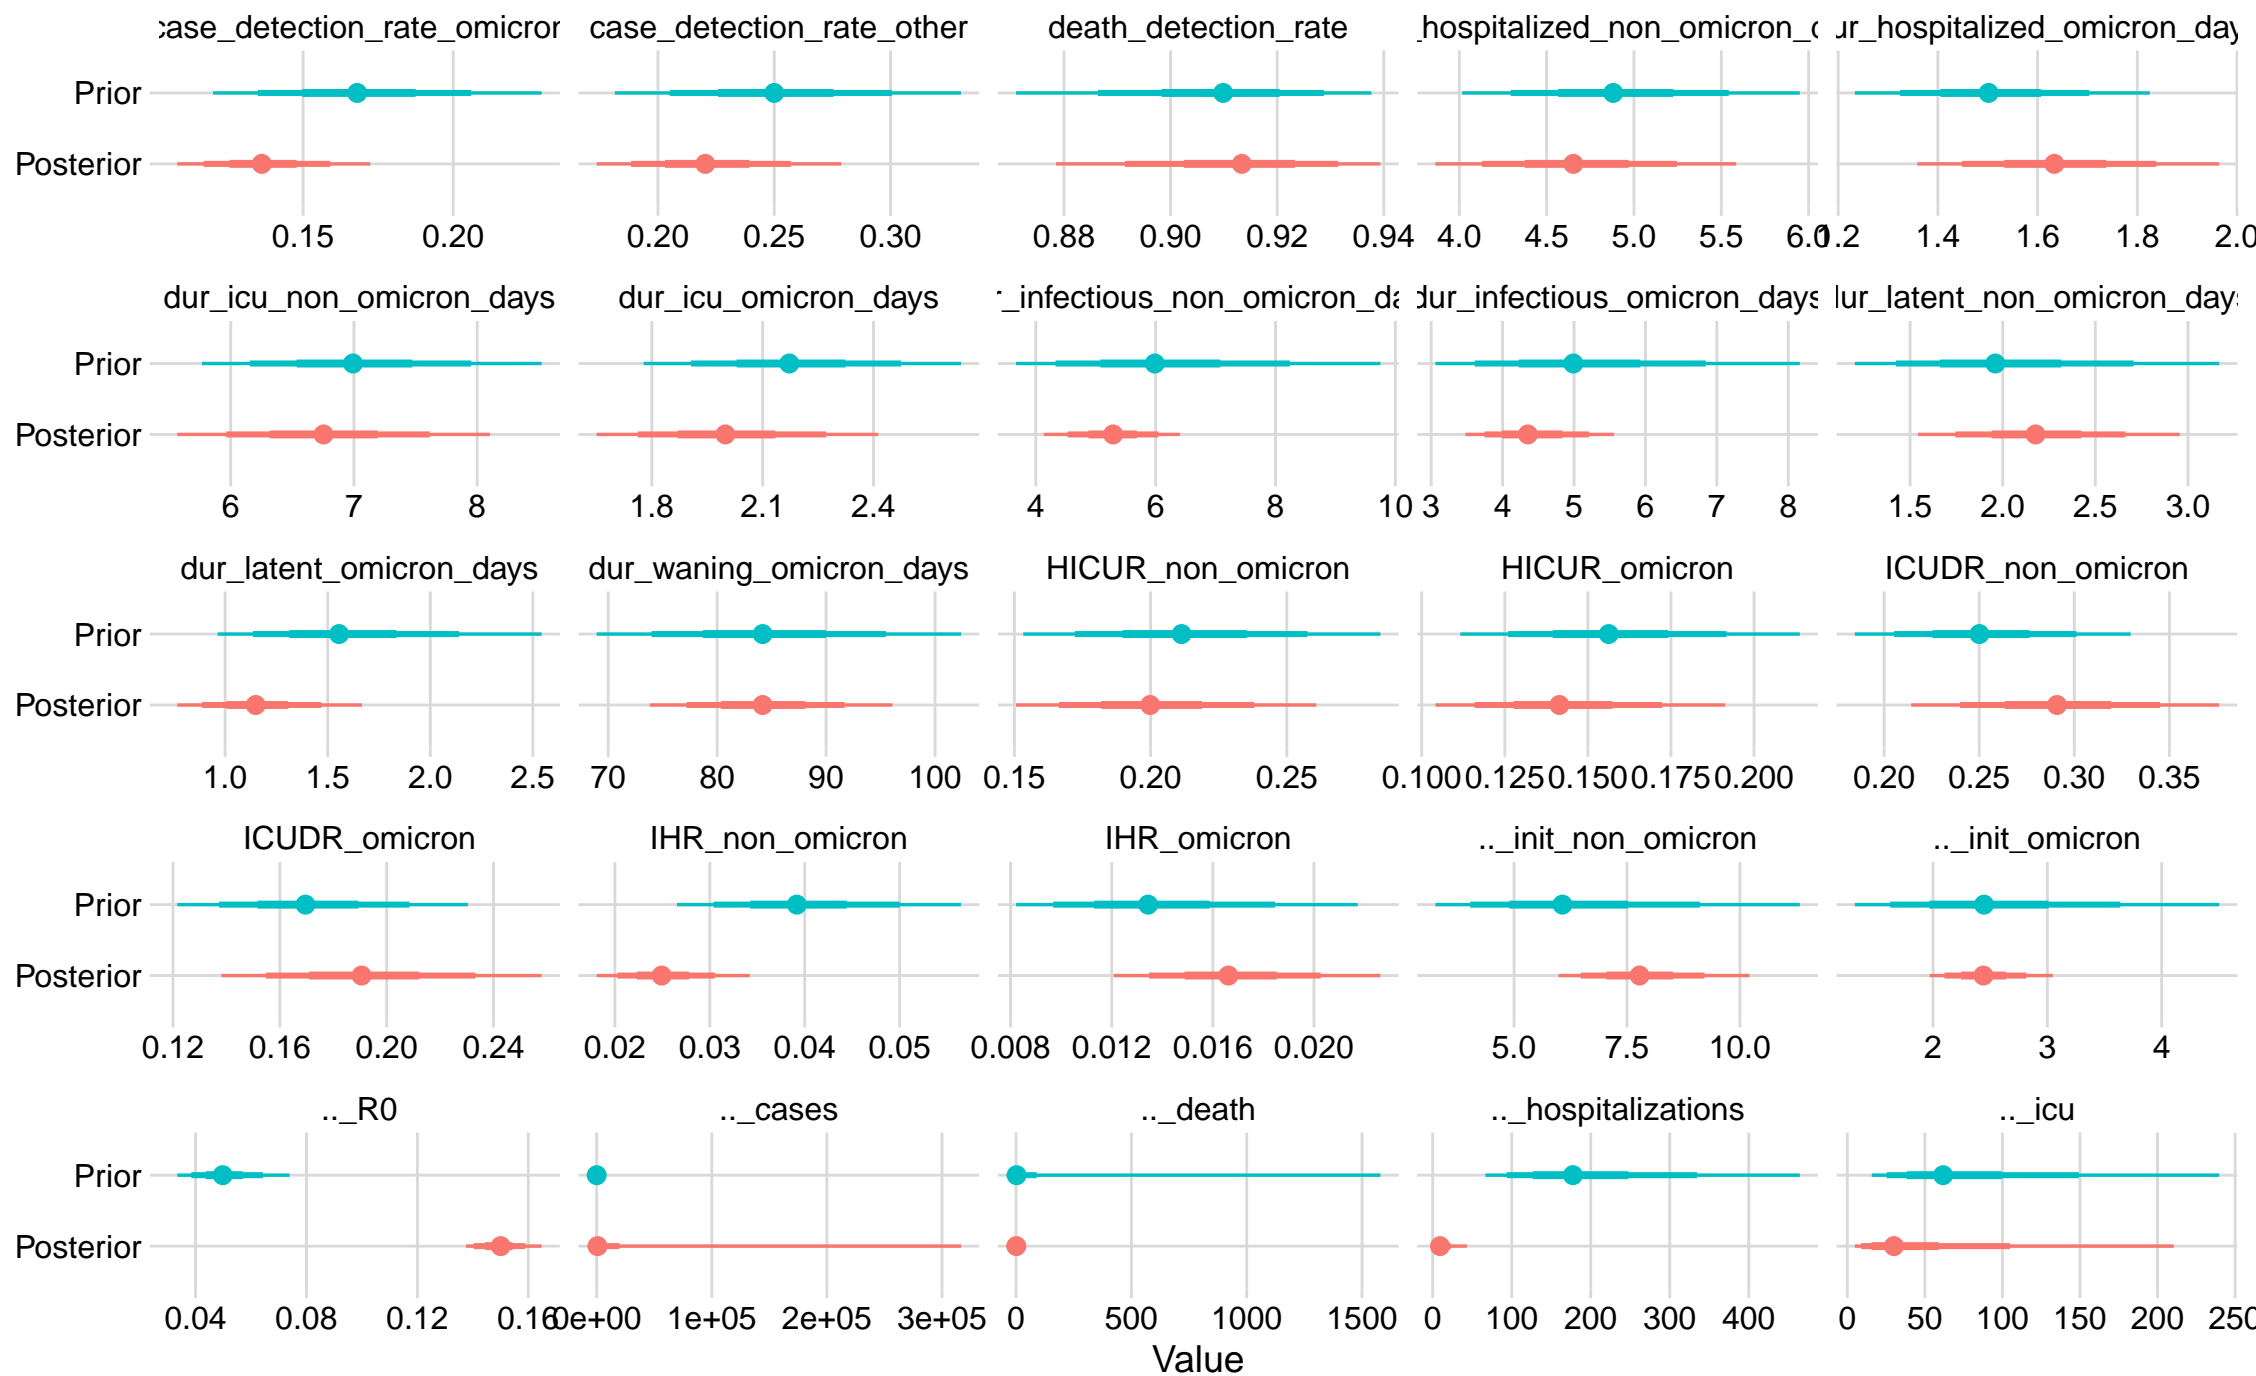 case_detection_rate_omicron case_detection_rate_other death_detection_rate _hospitalized_non_omicron_ ur_hospitalized_omicron_day
Prior
Posterior
0.15 0.20 0.20 0.25 0.30 0.88 0.90 0.92 0.94 4.0 4.5 5.0 5.5 6.0 1.2 1.4 1.6 1.8 2.0
dur_icu_non_omicron_days dur_icu_omicron_days r_infectious_non_omicron_da dur_infectious_omicron_days dur_latent_non_omicron_days
Prior
Posterior
6 7 8 1.8 2.1 2.4 4 6 8 10 3 4 5 6 7 8 1.5 2.0 2.5 3.0
dur_latent_omicron_days dur_waning_omicron_days HICUR_non_omicron HICUR_omicron ICUDR_non_omicron
Prior
Posterior
1.0 1.5 2.0 2.5 70 80 90 100 0.15 0.20 0.25 0.100 0.125 0.150 0.175 0.200 0.20 0.25 0.30 0.35
ICUDR_omicron IHR_non_omicron IHR_omicron .._init_non_omicron .._init_omicron
Prior
Posterior
0.12 0.16 0.20 0.24 0.02 0.03 0.04 0.05 0.008 0.012 0.016 0.020 5.0 7.5 10.0 2 3 4
.._R0 .._cases .._death .._hospitalizations .._icu
Prior
Posterior
0.04 0.08 0.12 0.16 0e+00 1e+05 2e+05 3e+05 0 500 1000 1500 0 100 200 300 400 0 50 100 150 200 250
Value